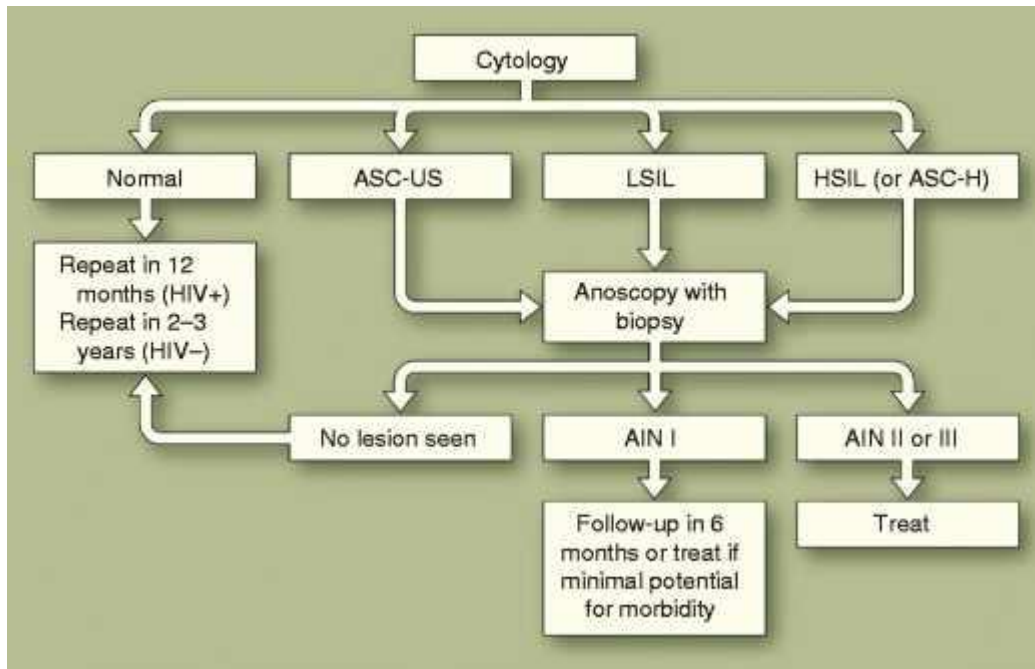 Cytology
Normal
ASC-US
LSIL
HSIL (or ASC-H)
Repeat in 12
months (HIV+)
Repeat in 2–3
years (HIV–)
Anoscopy with
biopsy
No lesion seen
AIN I
AIN II or III
Follow-up in 6
months or treat if
minimal potential
for morbidity
Treat